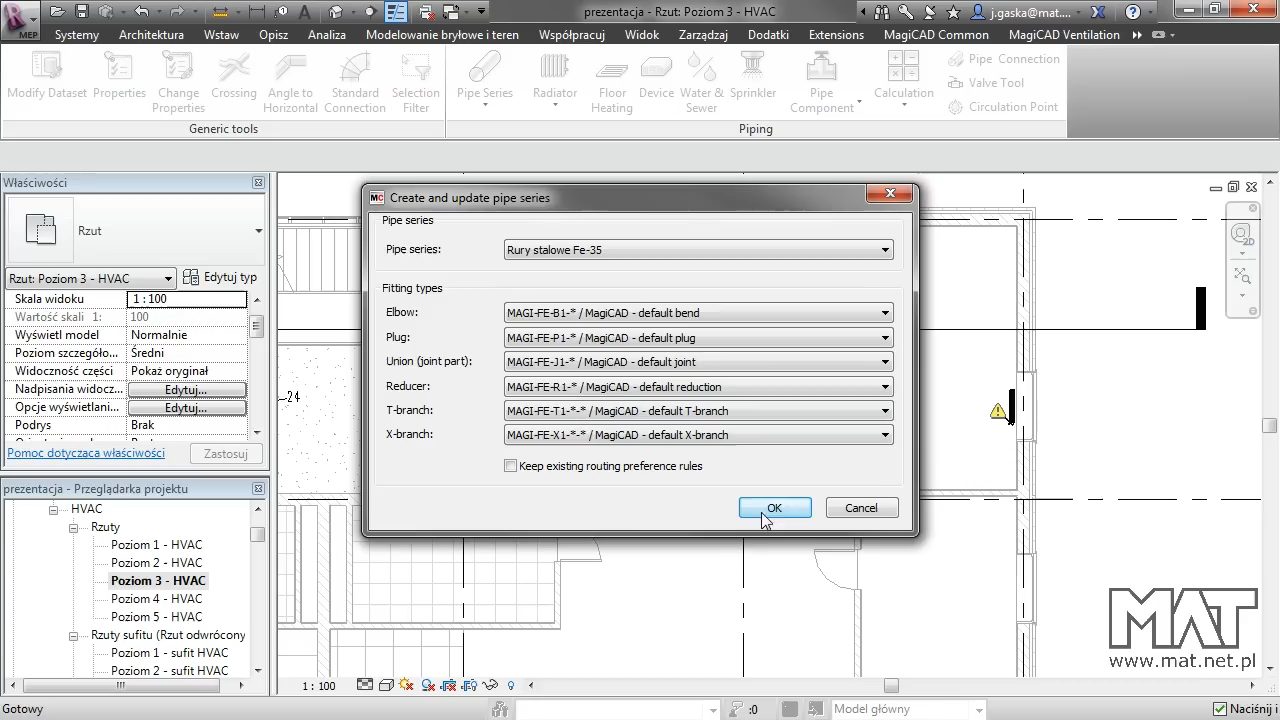 prezentacja - Rzut: Poziom 3 - HVAC
j.gaska@mat....
MEP
Systemy Architektura Wstaw Opisz Analiza Modelowanie bryłowe i teren Współpracuj Widok Zarządzaj Dodatki Extensions MagiCAD Common MagiCAD Ventilation
Modify Dataset
Properties
Change Properties
Crossing
Angle to Horizontal
Standard Connection
Selection Filter
Pipe Series
Radiator
Floor Heating
Device
Water & Sewer
Sprinkler
Pipe Component
Calculation
Pipe Connection
Valve Tool
Circulation Point
Generic tools
Piping
Właściwości
Rzut
Rzut: Poziom 3 - HVAC
Edytuj typ
Skala widoku 1 : 100
Wartość skali 1: 100
Wyświetl model Normalnie
Poziom szczegóło... Średni
Widoczność części Pokaż oryginał
Nadpisania widocz... Edytuj...
Opcje wyświetlani... Edytuj...
Podrys Brak
Pomoc dotycząca właściwości
Zastosuj
prezentacja - Przeglądarka projektu
HVAC
Rzuty
Poziom 1 - HVAC
Poziom 2 - HVAC
Poziom 3 - HVAC
Poziom 4 - HVAC
Poziom 5 - HVAC
Rzuty sufitu (Rzut odwrócony
Poziom 1 - sufit HVAC
Poziom 2 - sufit HVAC
Gotowy
MC Create and update pipe series
Pipe series
Pipe series: Rury stalowe Fe-35
Fitting types
Elbow: MAGI-FE-B1-* / MagiCAD - default bend
Plug: MAGI-FE-P1-* / MagiCAD - default plug
Union (joint part): MAGI-FE-J1-* / MagiCAD - default joint
Reducer: MAGI-FE-R1-* / MagiCAD - default reduction
T-branch: MAGI-FE-T1-*-* / MagiCAD - default T-branch
X-branch: MAGI-FE-X1-*-* / MagiCAD - default X-branch
Keep existing routing preference rules
OK
Cancel
-24
2D
MAT
www.mat.net.pl
1 : 100
:0
Model główny
Naciśnij i